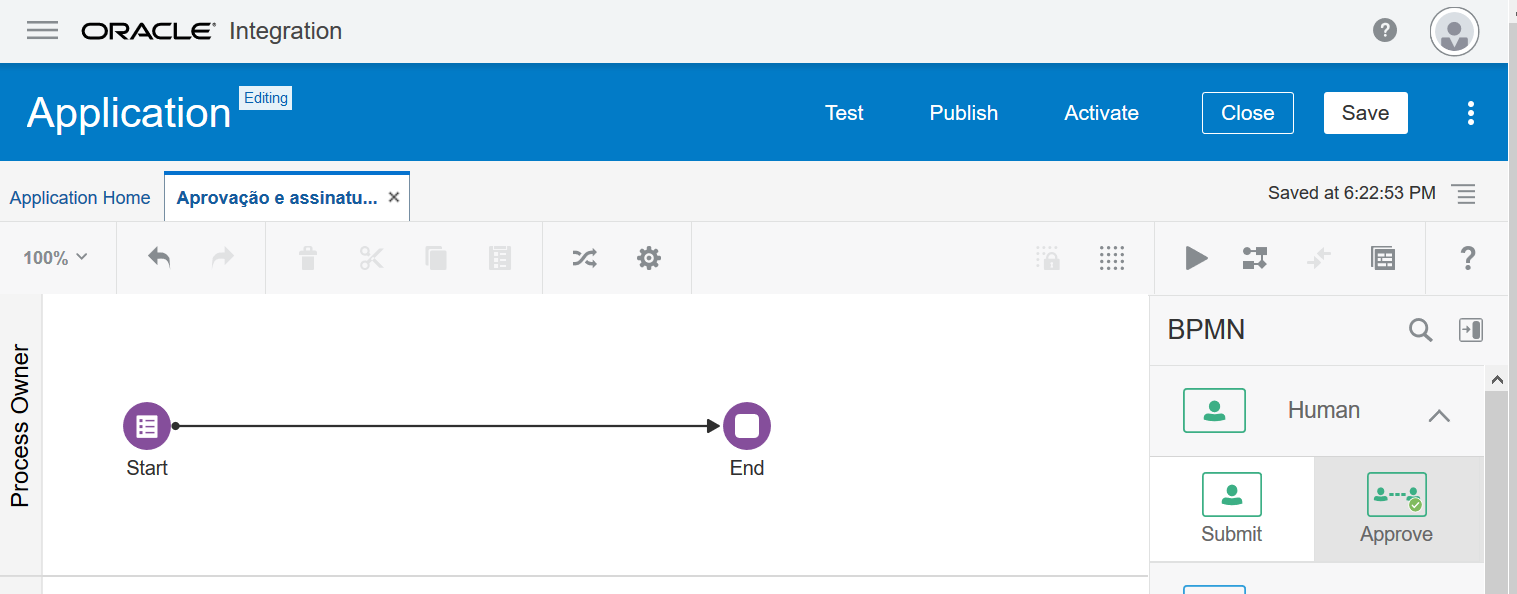 ORACLE Integration
Application Editing
Test Publish Activate Close Save
Application Home Aprovação e assinatu... Saved at 6:22:53 PM
100%
BPMN
Process Owner
Human
Start End
Submit Approve